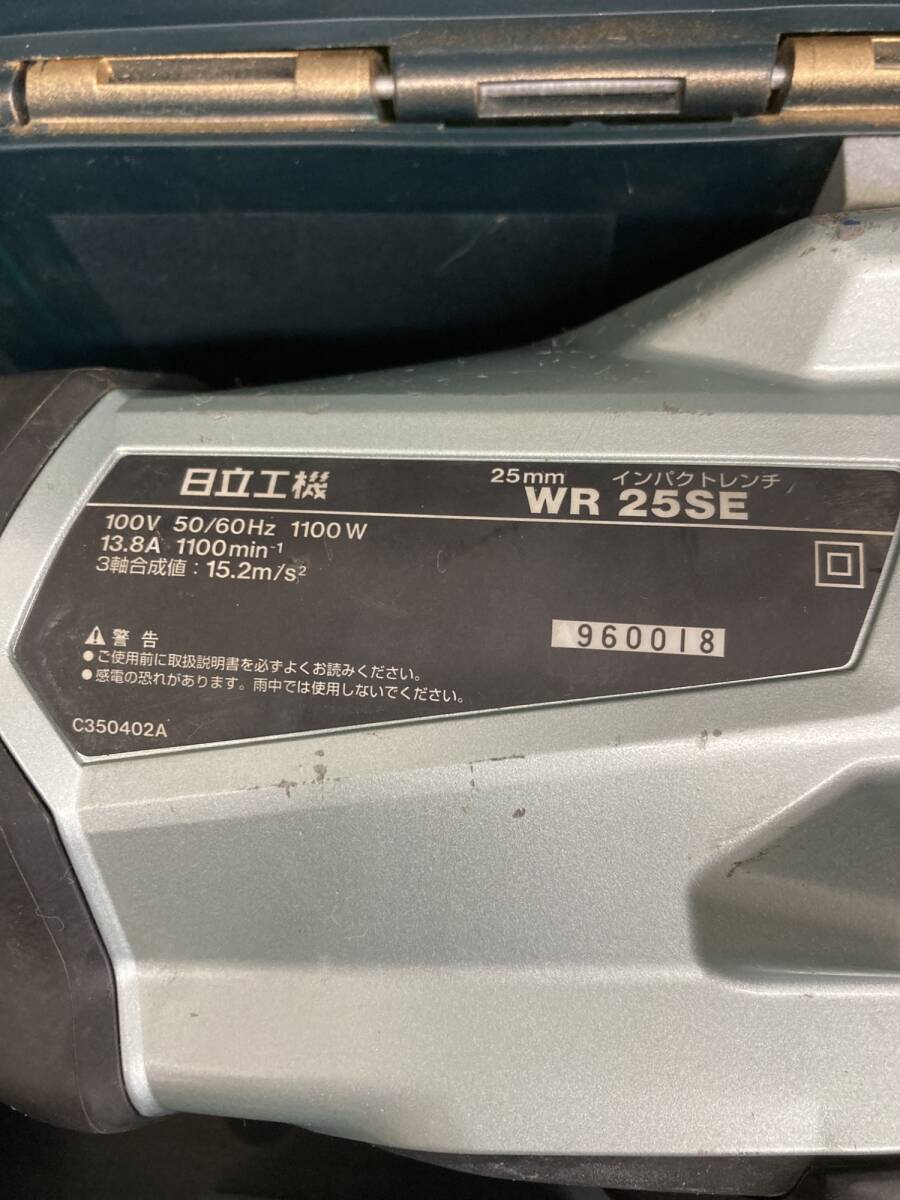 日立工機
25mm インパクトレンチ
WR 25SE
100V 50/60Hz 1100W
13.8A 1100min⁻¹
3軸合成値：15.2m/s²
960018
⚠警告
●ご使用前に取扱説明書を必ずよくお読みください。
●感電の恐れがあります。雨中では使用しないでください。
C350402A